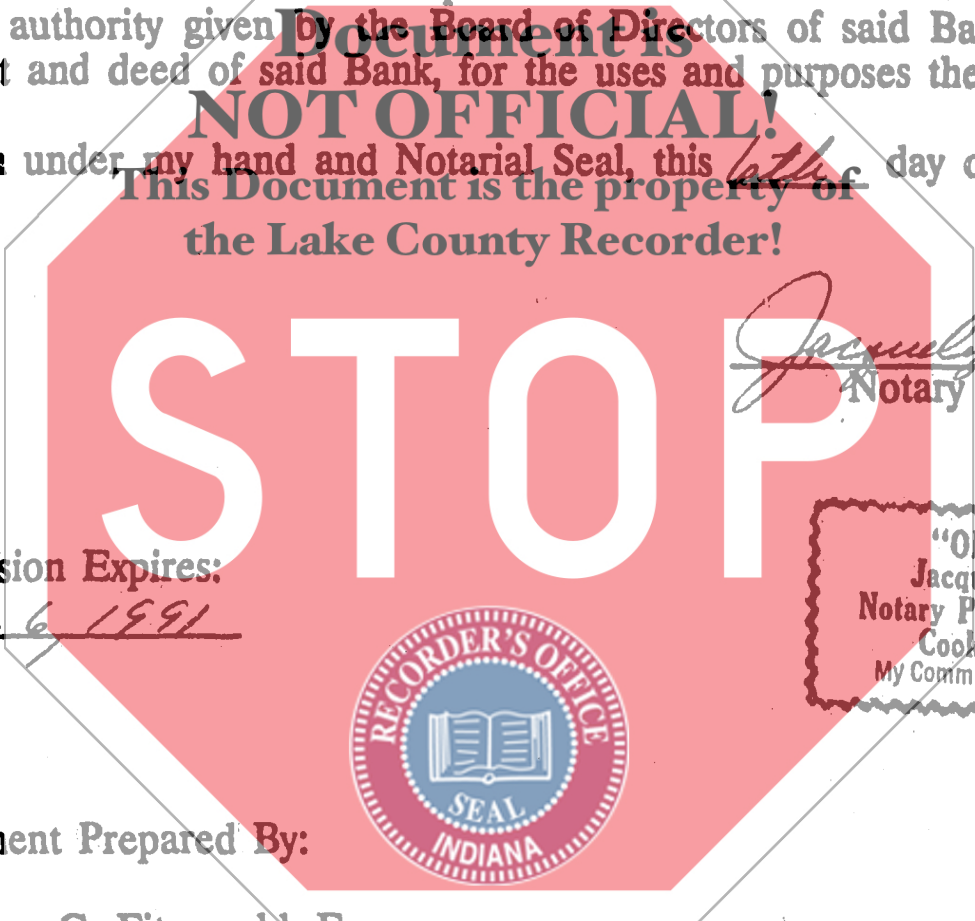 authority given by the Board of Directors of said Ba
Document is
t and deed of said Bank, for the uses and purposes the
NOT OFFICIAL!
under my hand and Notarial Seal, this day
This Document is the property of
the Lake County Recorder!
STOP
Notary
sion Expires:
6, 1991
"O
Jacq
Notary P
Cook
My Comm
RECORDER'S OFFICE
SEAL
INDIANA
ent Prepared By: